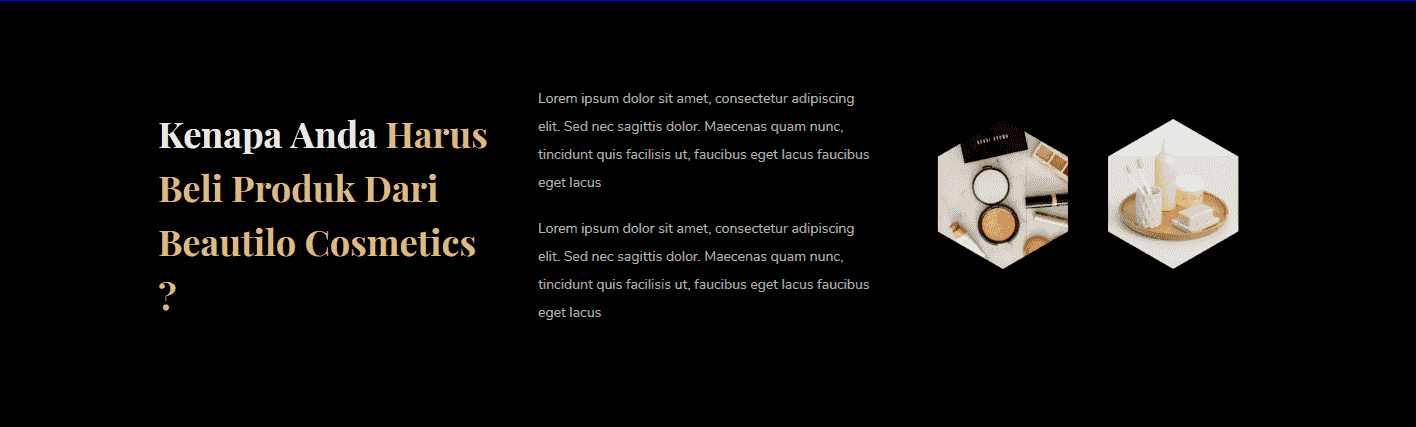 Kenapa Anda Harus
Beli Produk Dari
Beautilo Cosmetics
?
Lorem ipsum dolor sit amet, consectetur adipiscing
elit. Sed nec sagittis dolor. Maecenas quam nunc,
tincidunt quis facilisis ut, faucibus eget lacus faucibus
eget lacus
Lorem ipsum dolor sit amet, consectetur adipiscing
elit. Sed nec sagittis dolor. Maecenas quam nunc,
tincidunt quis facilisis ut, faucibus eget lacus faucibus
eget lacus